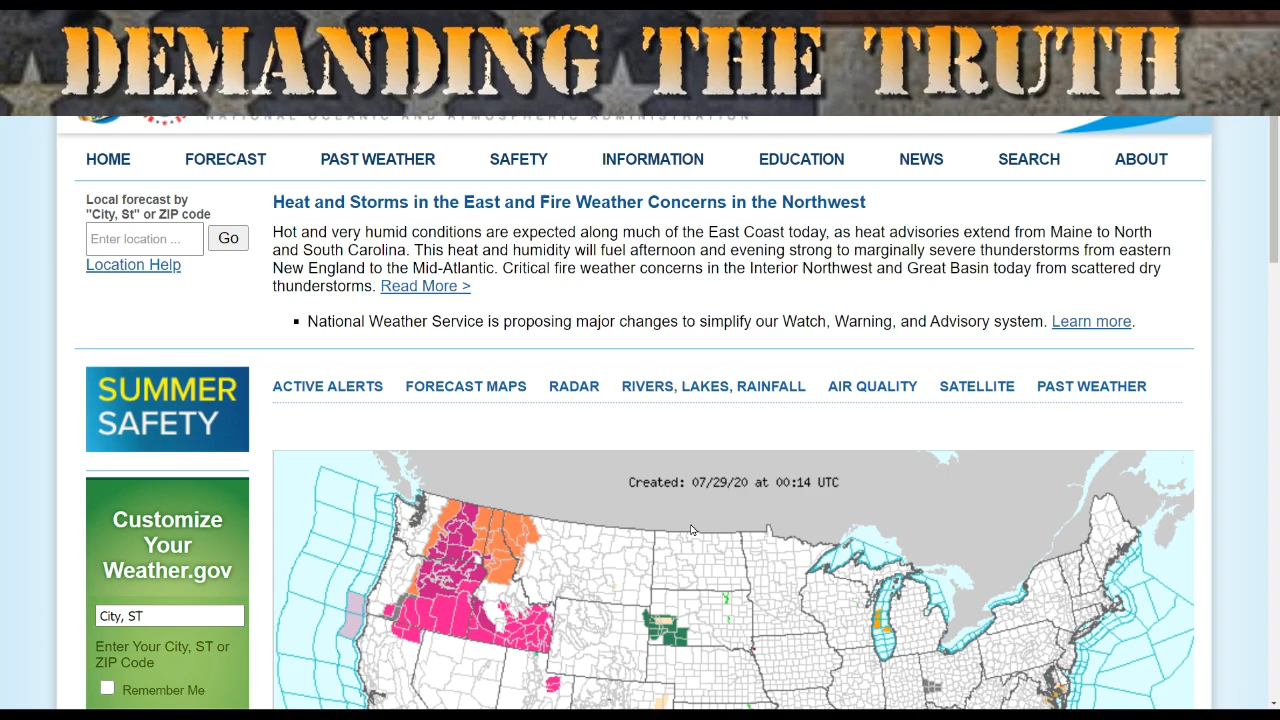 DEMANDING THE TRUTH
NATIONAL OCEANIC AND ATMOSPHERIC ADMINISTRATION
HOME FORECAST PAST WEATHER SAFETY INFORMATION EDUCATION NEWS SEARCH ABOUT
Local forecast by
"City, St" or ZIP code
Enter location ... Go
Location Help
Heat and Storms in the East and Fire Weather Concerns in the Northwest
Hot and very humid conditions are expected along much of the East Coast today, as heat advisories extend from Maine to North
and South Carolina. This heat and humidity will fuel afternoon and evening strong to marginally severe thunderstorms from eastern
New England to the Mid-Atlantic. Critical fire weather concerns in the Interior Northwest and Great Basin today from scattered dry
thunderstorms. Read More >
▪ National Weather Service is proposing major changes to simplify our Watch, Warning, and Advisory system. Learn more.
SUMMER
SAFETY
ACTIVE ALERTS FORECAST MAPS RADAR RIVERS, LAKES, RAINFALL AIR QUALITY SATELLITE PAST WEATHER
Created: 07/29/20 at 00:14 UTC
Customize
Your
Weather.gov
City, ST
Enter Your City, ST or
ZIP Code
Remember Me